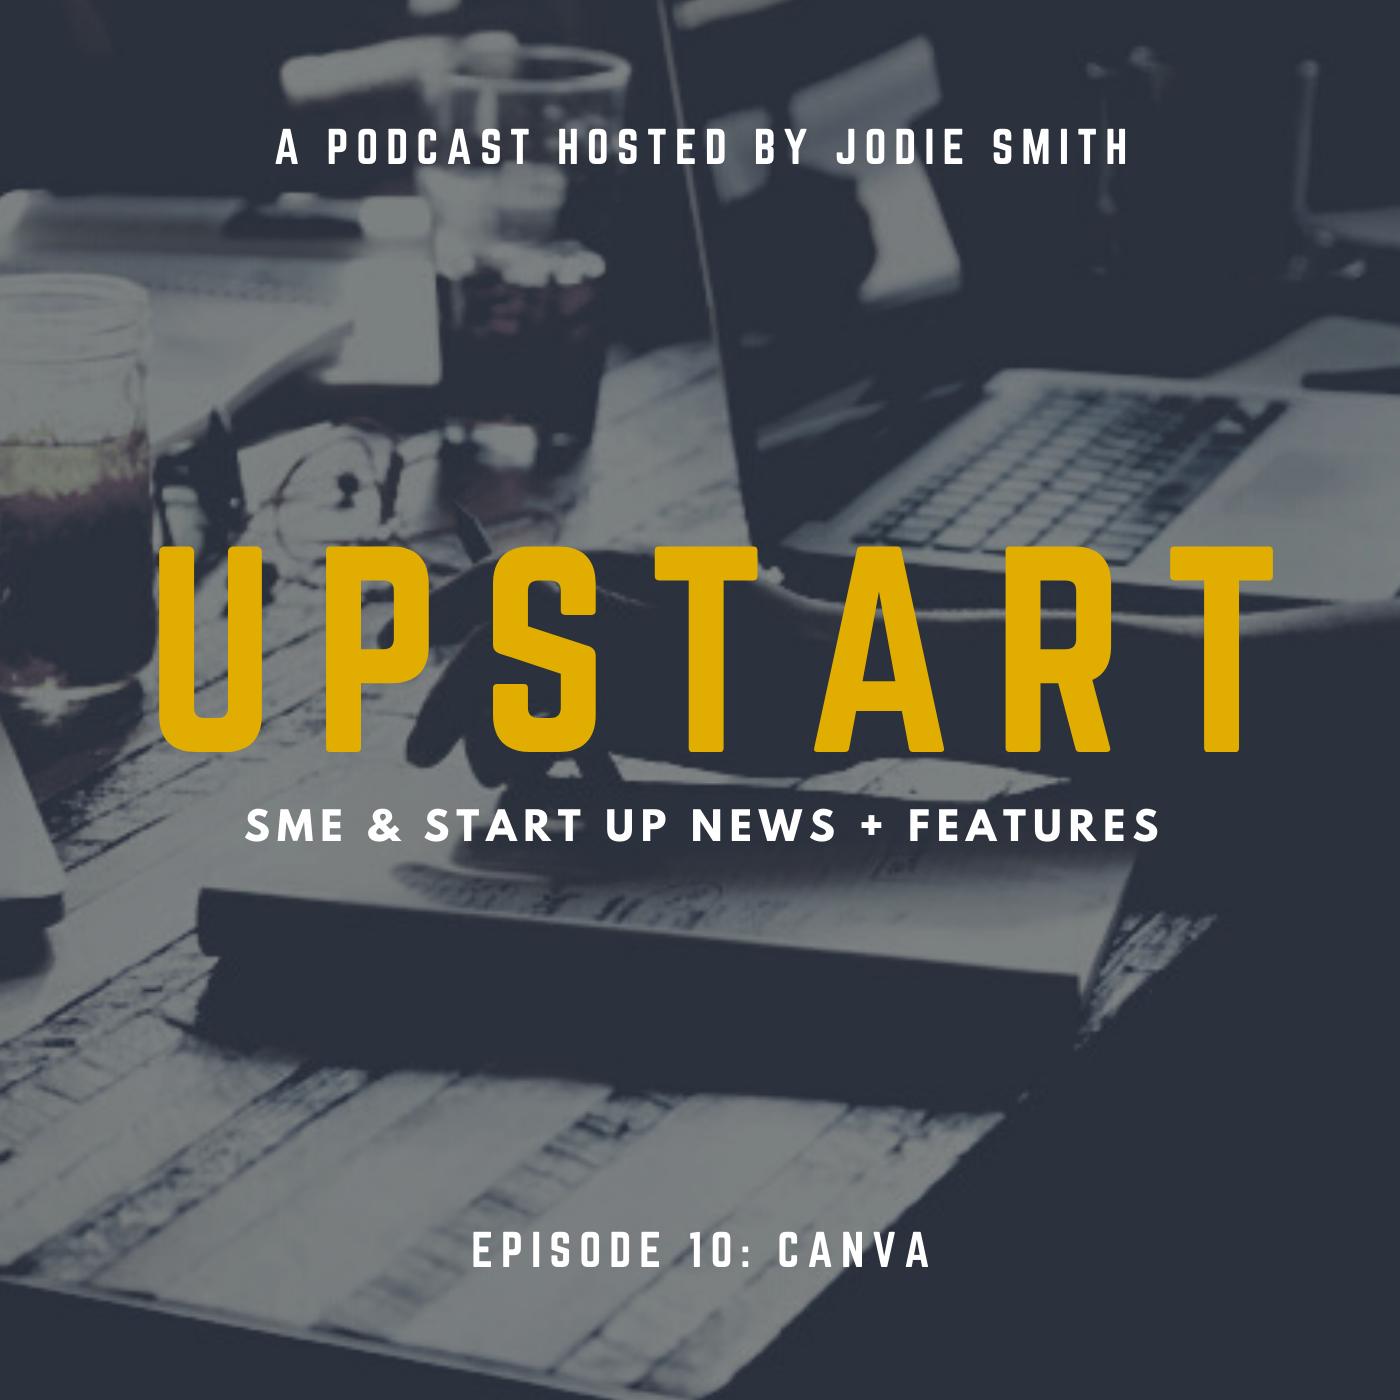 A PODCAST HOSTED BY JODIE SMITH
UPSTART
SME & START UP NEWS + FEATURES
EPISODE 10: CANVA